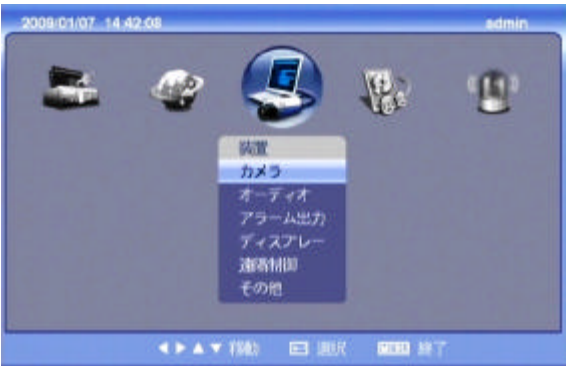 2009/01/07 14:42:08 admin
装置
カメラ
オーディオ
アラーム出力
ディスプレー
遠隔制御
その他
移動 選択 終了